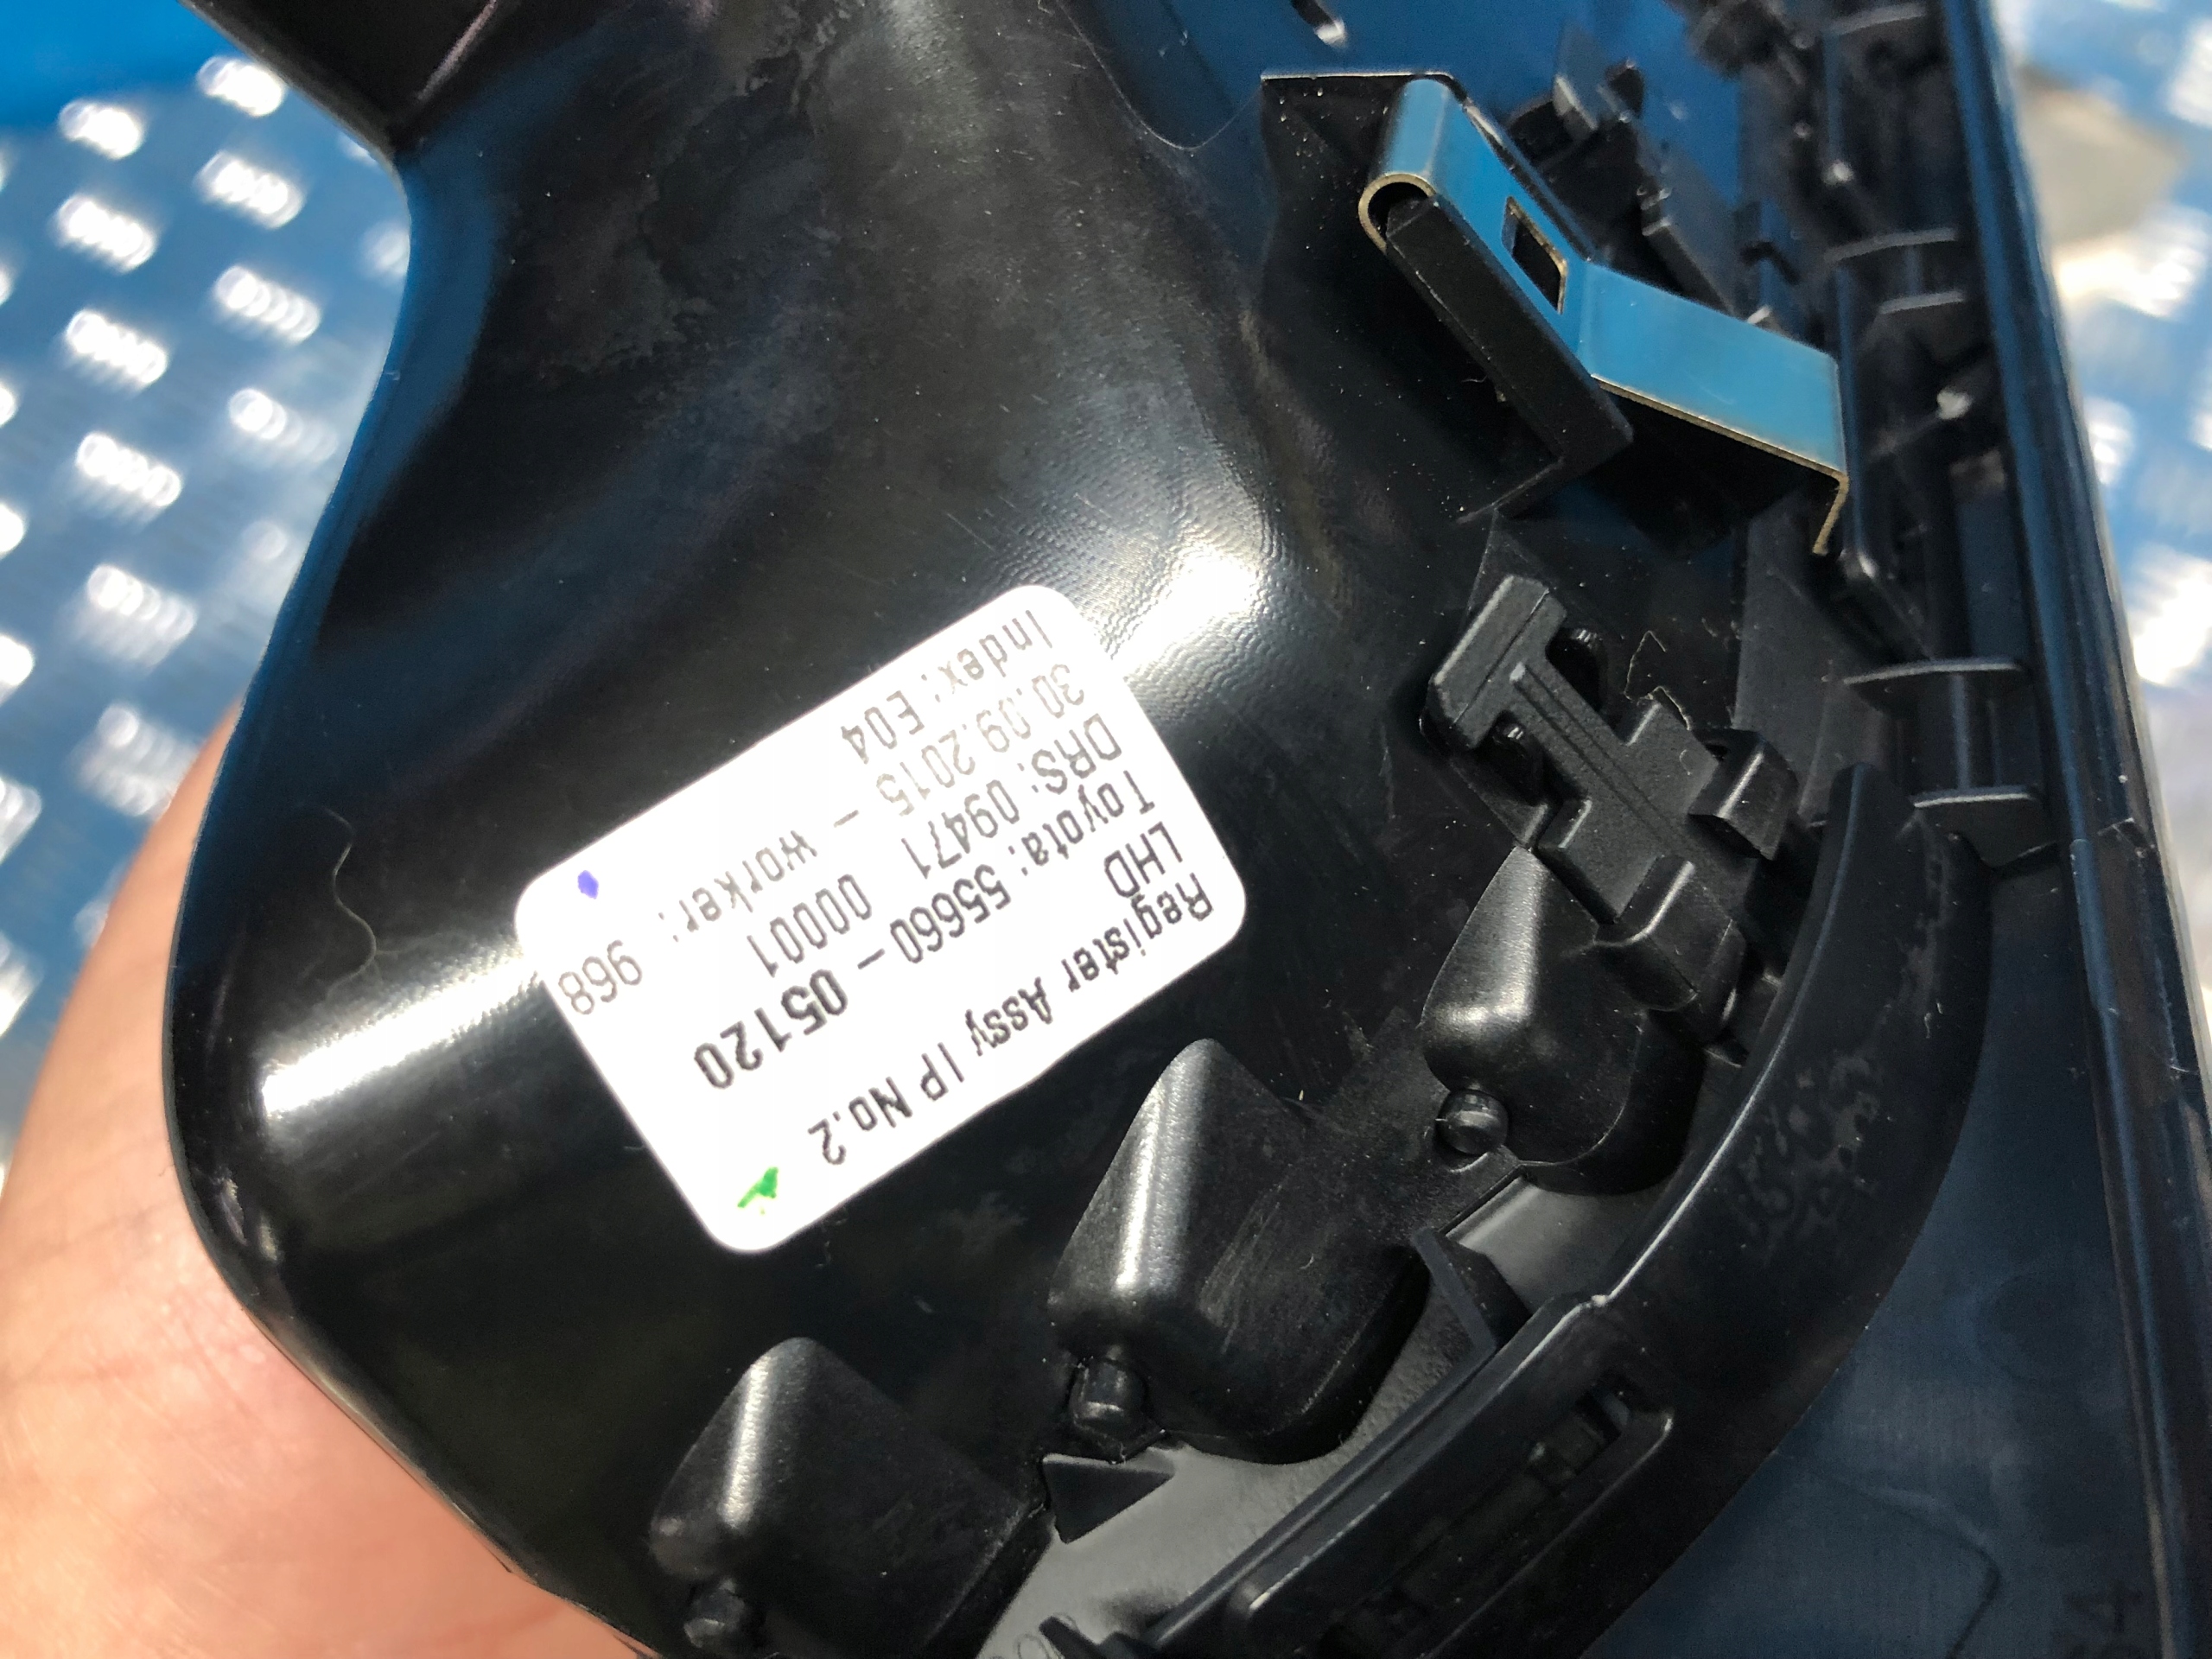 Register Assy IP No.2
LHD
Toyota: 55660-05120
DRS: 09471 00001
30.09.2015 - Worker: 968
Index: E04